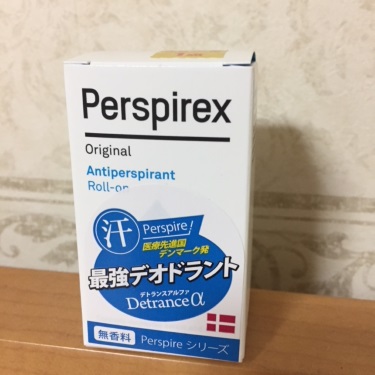 Perspirex
Original
Antiperspirant
Roll-on
汗
Perspire!
医療先進国
デンマーク発
最強デオドラント
デトランスアルファ
Detranceα
無香料
Perspire シリーズ